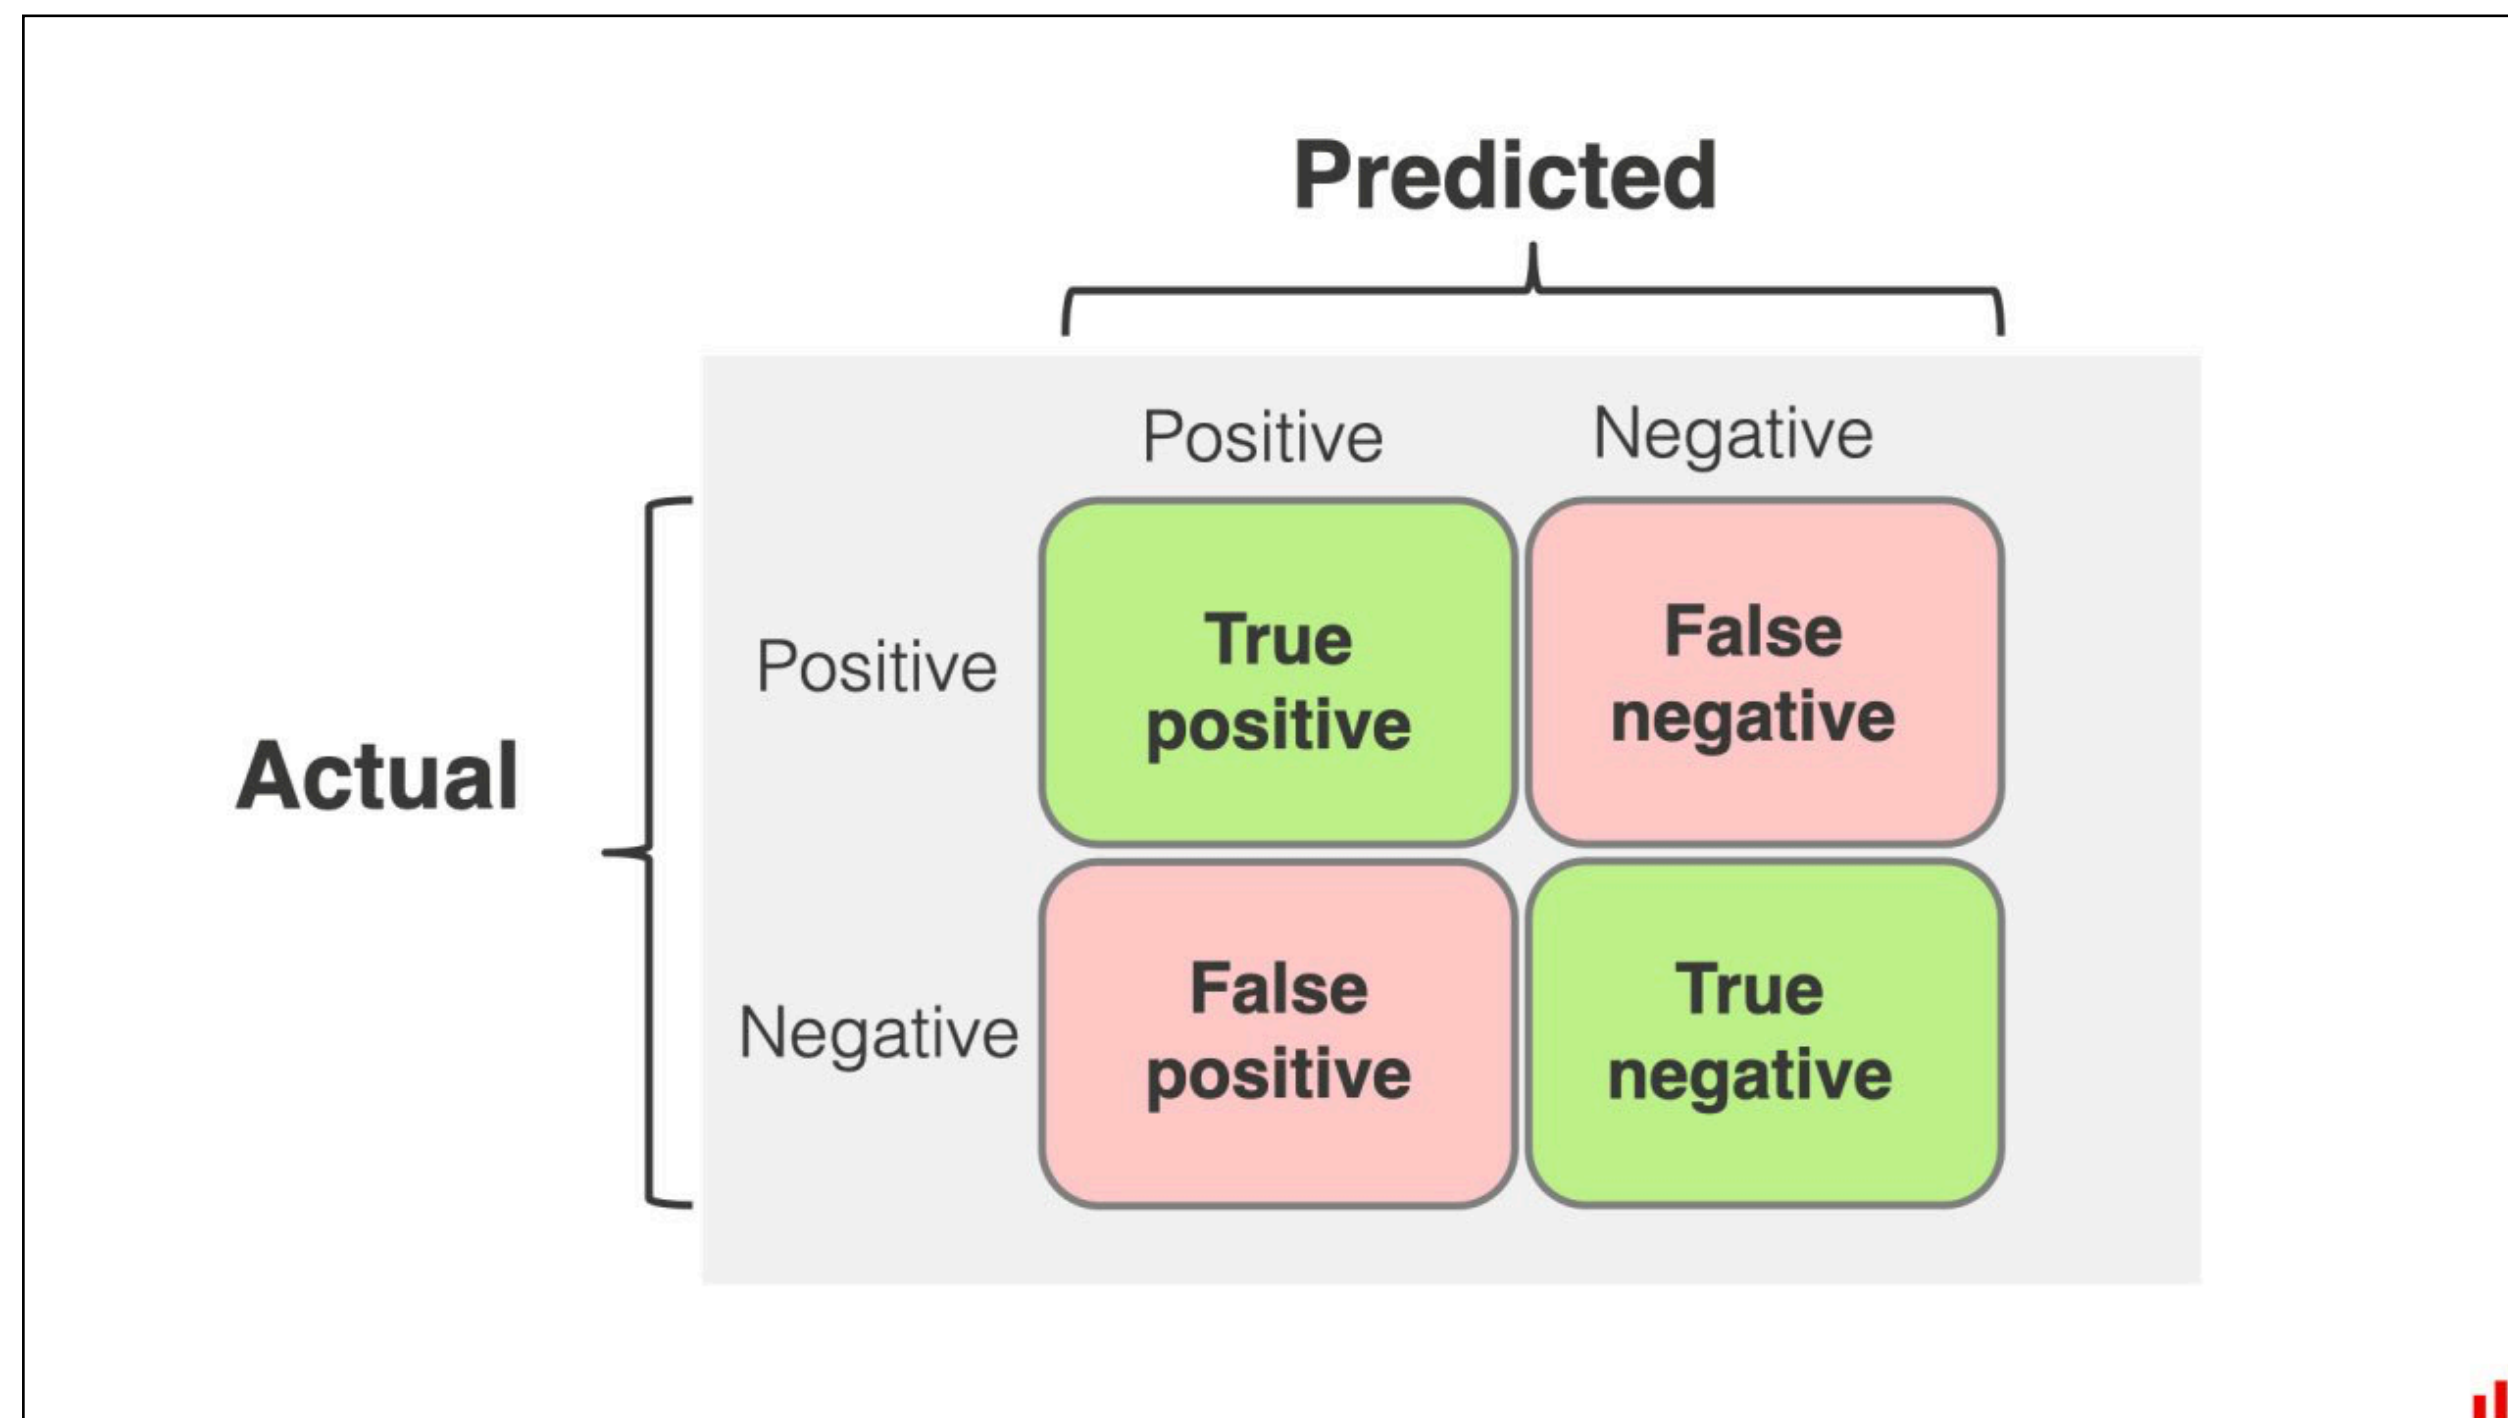 Predicted
Positive Negative
Actual
Positive
True
positive
False
negative
Negative
False
positive
True
negative